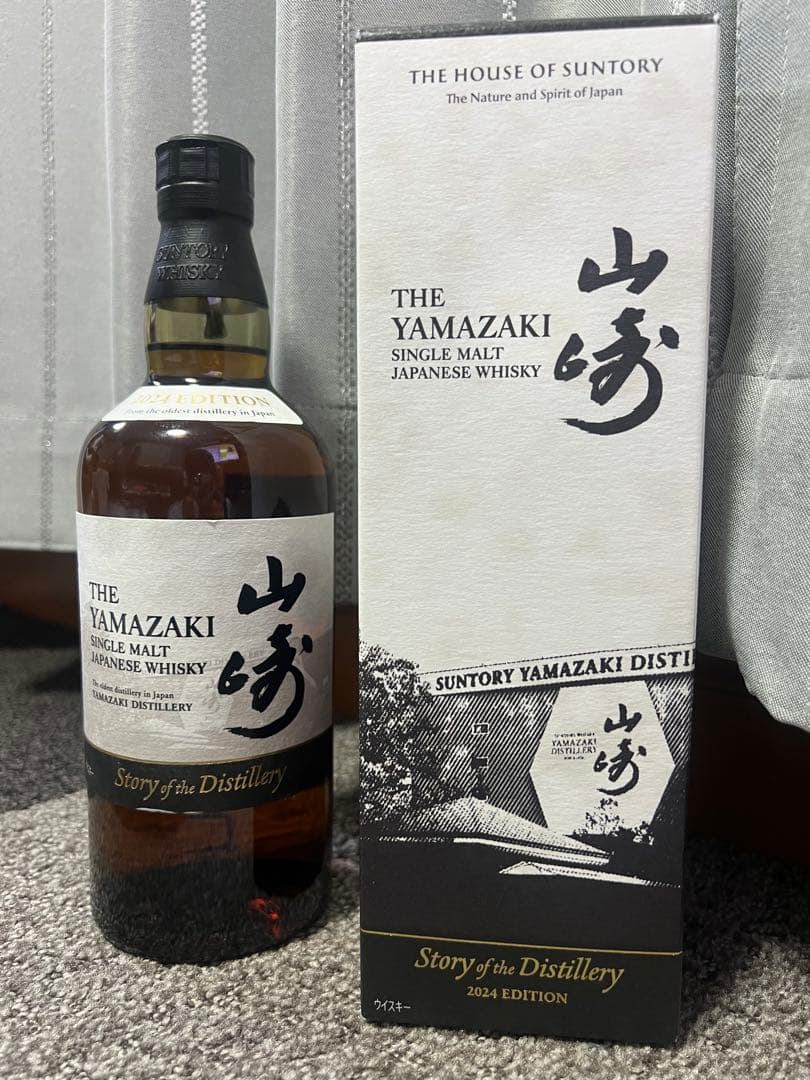 SUNTORY
WHISKY
2024 EDITION
from the oldest distillery in Japan
THE
YAMAZAKI
SINGLE MALT
JAPANESE WHISKY
The oldest distillery in Japan
YAMAZAKI DISTILLERY
山崎
Story of the Distillery
THE HOUSE OF SUNTORY
The Nature and Spirit of Japan
THE
YAMAZAKI
SINGLE MALT
JAPANESE WHISKY
山崎
SUNTORY YAMAZAKI DISTI
YAMAZAKI
DISTILLERY
山崎
Story of the Distillery
2024 EDITION
ウイスキー